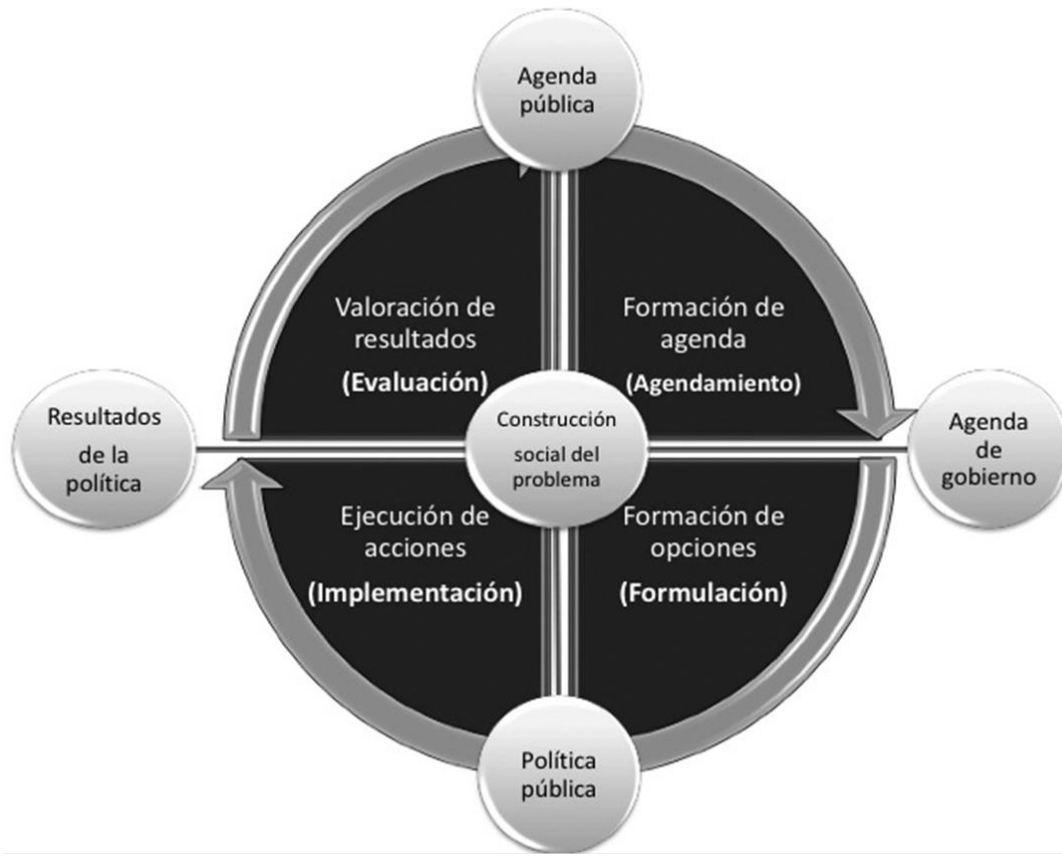 Agenda
pública
Valoración de
resultados
(Evaluación)
Formación de
agenda
(Agendamiento)
Resultados
de la
política
Construcción
social del
problema
Agenda
de
gobierno
Ejecución de
acciones
(Implementación)
Formación de
opciones
(Formulación)
Política
pública